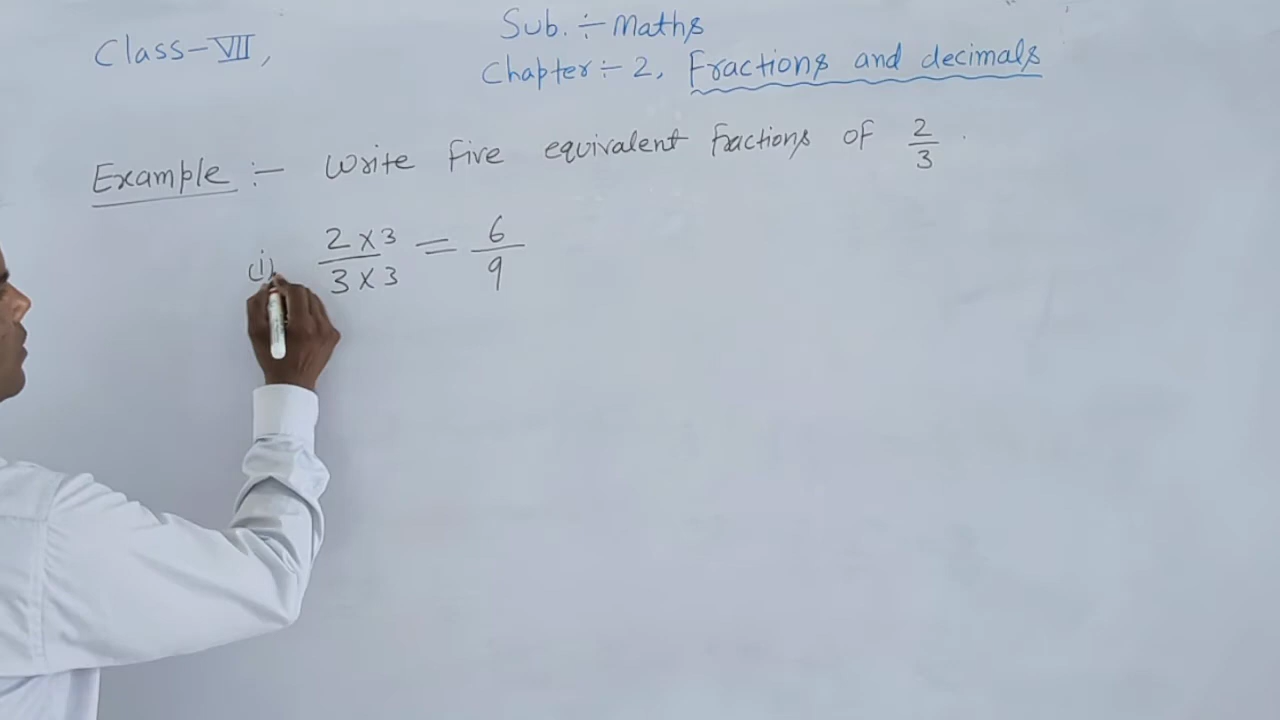 Class-VII,
Sub. ÷ Maths
Chapter :- 2, Fractions and decimals
Example :- Write five equivalent fractions of 2/3.
(i) 2 x 3 / 3 x 3 = 6/9